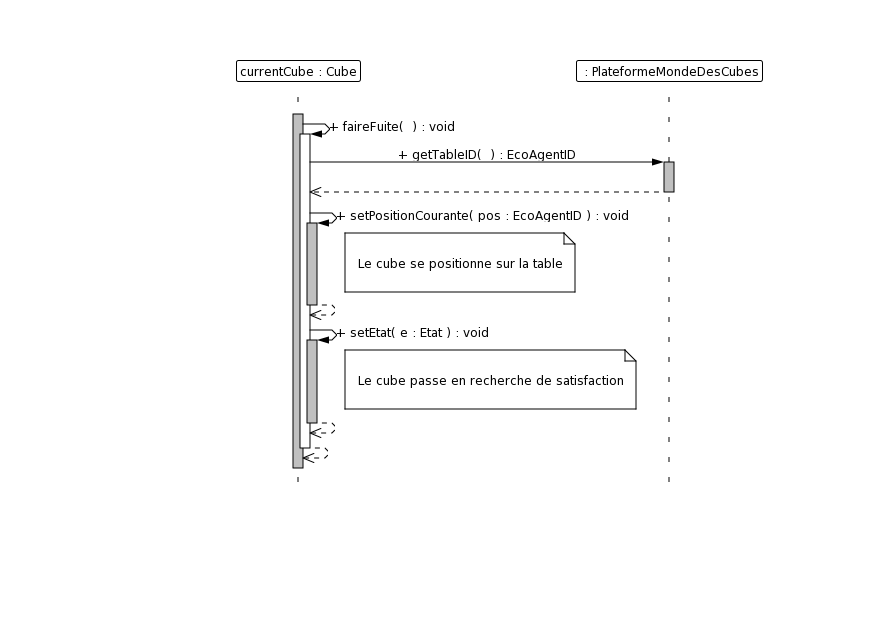 currentCube : Cube
: PlateformeMondeDesCubes
+ faireFuite(  ) : void
+ getTableID(  ) : EcoAgentID
+ setPositionCourante( pos : EcoAgentID ) : void
Le cube se positionne sur la table
+ setEtat( e : Etat ) : void
Le cube passe en recherche de satisfaction